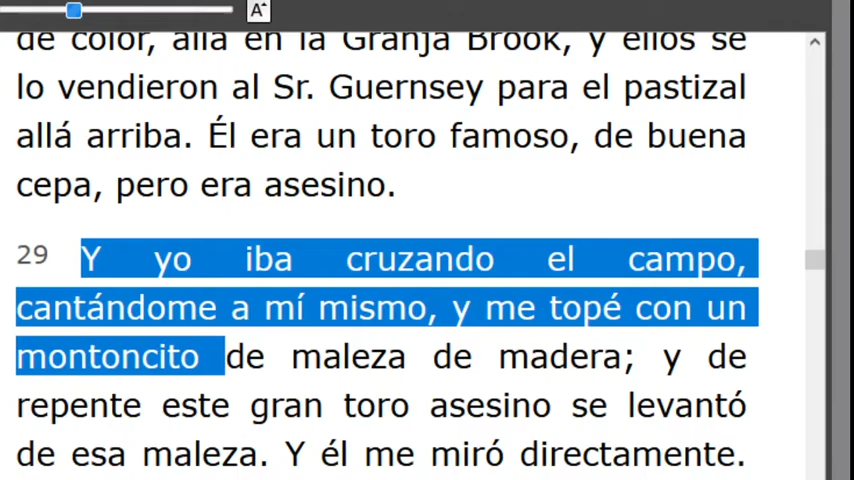 A
de color, allá en la Granja Brook, y ellos se
lo vendieron al Sr. Guernsey para el pastizal
allá arriba. Él era un toro famoso, de buena
cepa, pero era asesino.
29 Y yo iba cruzando el campo,
cantándome a mí mismo, y me topé con un
montoncito de maleza de madera; y de
repente este gran toro asesino se levantó
de esa maleza. Y él me miró directamente.